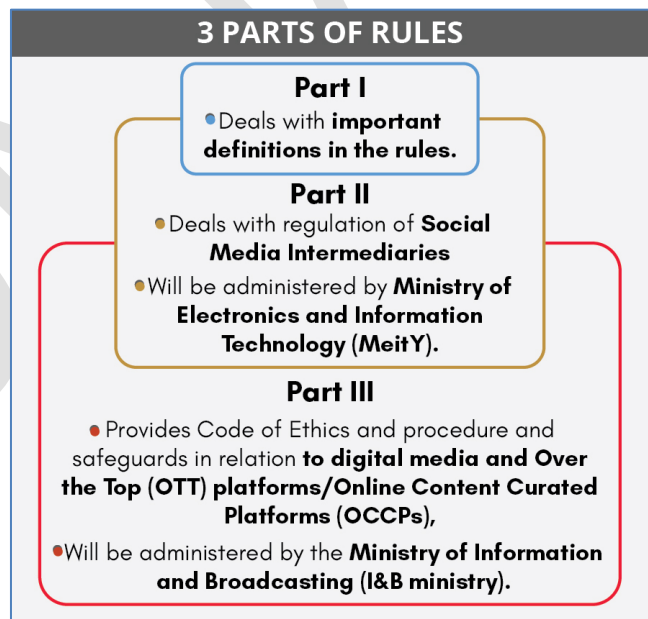 3 PARTS OF RULES
Part I
Deals with important
definitions in the rules.
Part II
Deals with regulation of Social
Media Intermediaries
Will be administered by Ministry of
Electronics and Information
Technology (MeitY).
Part III
Provides Code of Ethics and procedure and
safeguards in relation to digital media and Over
the Top (OTT) platforms/Online Content Curated
Platforms (OCCPs),
Will be administered by the Ministry of Information
and Broadcasting (I&B ministry).